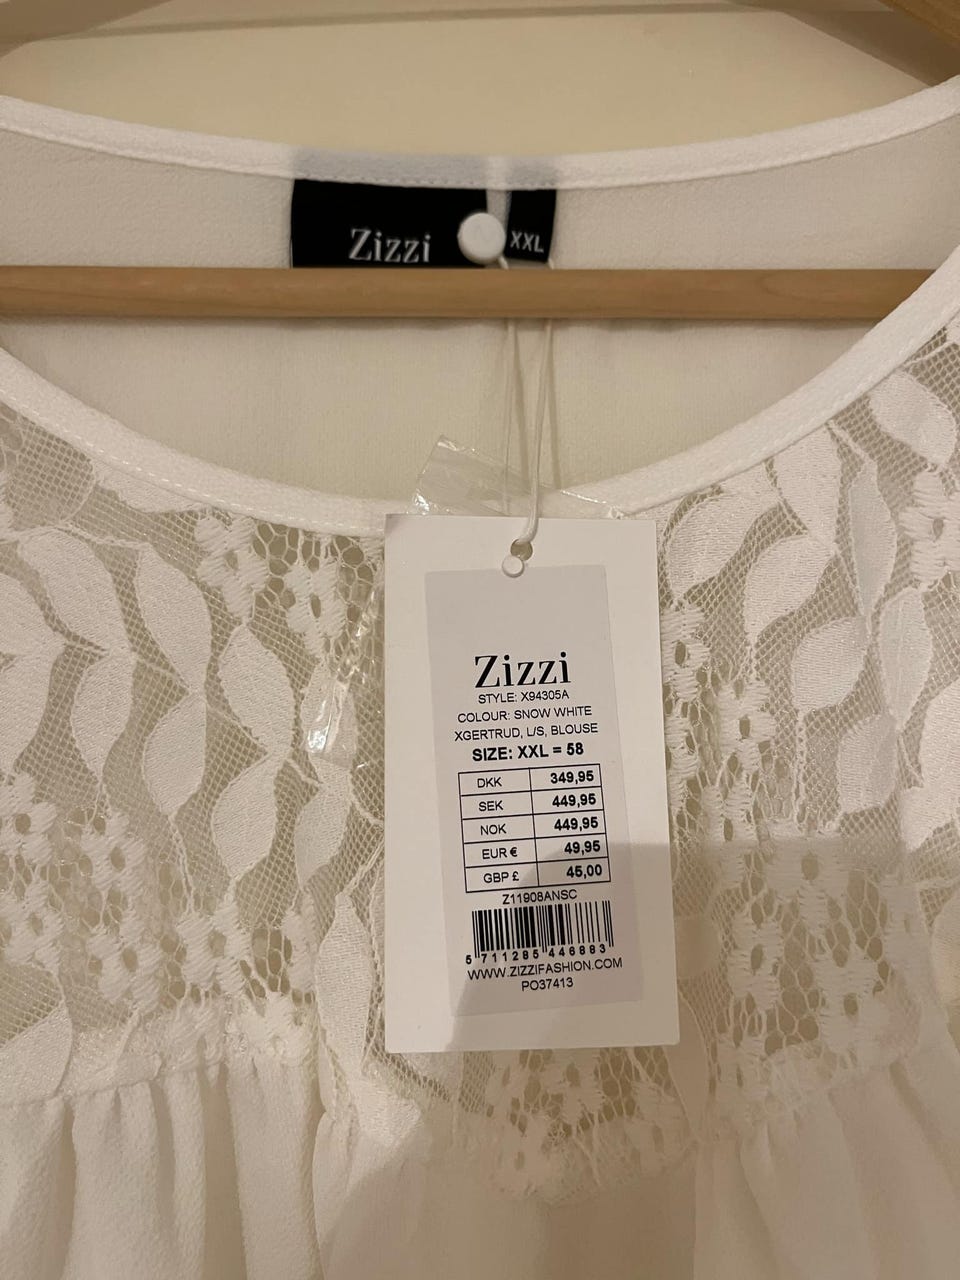 Zizzi
XXL
Zizzi
STYLE: X94305A
COLOUR: SNOW WHITE
XGERTRUD, L/S, BLOUSE
SIZE: XXL = 58
DKK 349,95
SEK 449,95
NOK 449,95
EUR € 49,95
GBP £ 45,00
Z11908ANSC
5 711285 446883
WWW.ZIZZIFASHION.COM
PO37413